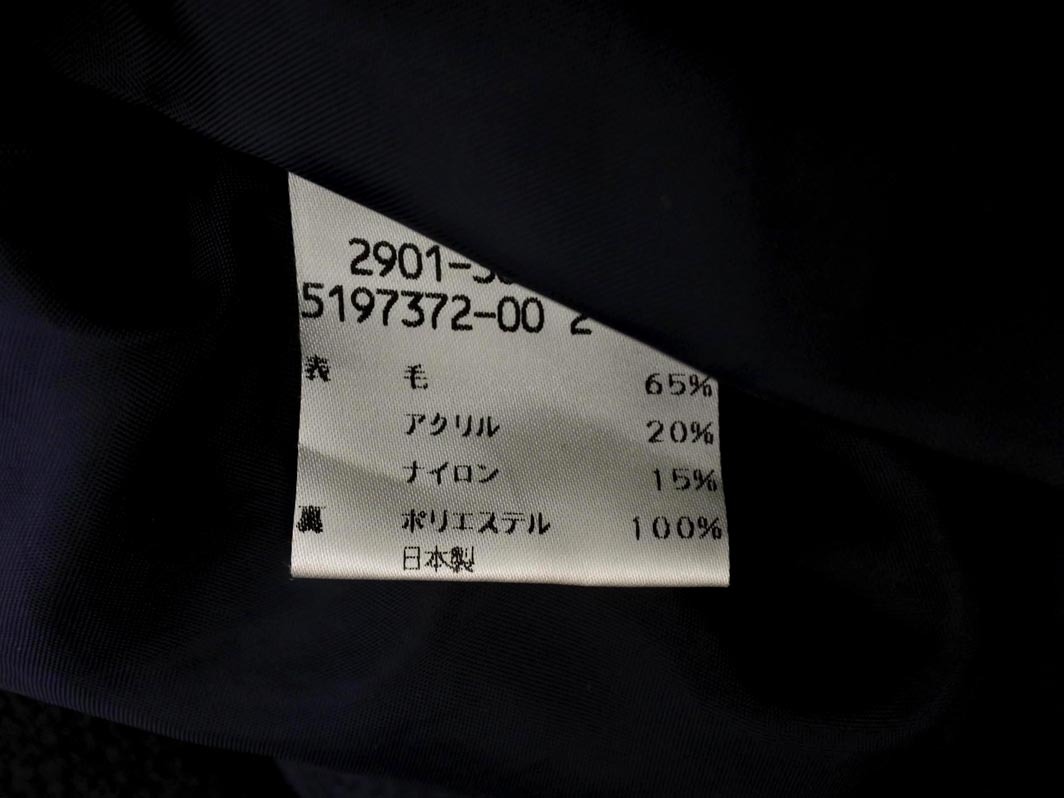 2901-
5197372-00 2
表 毛 65%
アクリル 20%
ナイロン 15%
裏 ポリエステル 100%
日本製